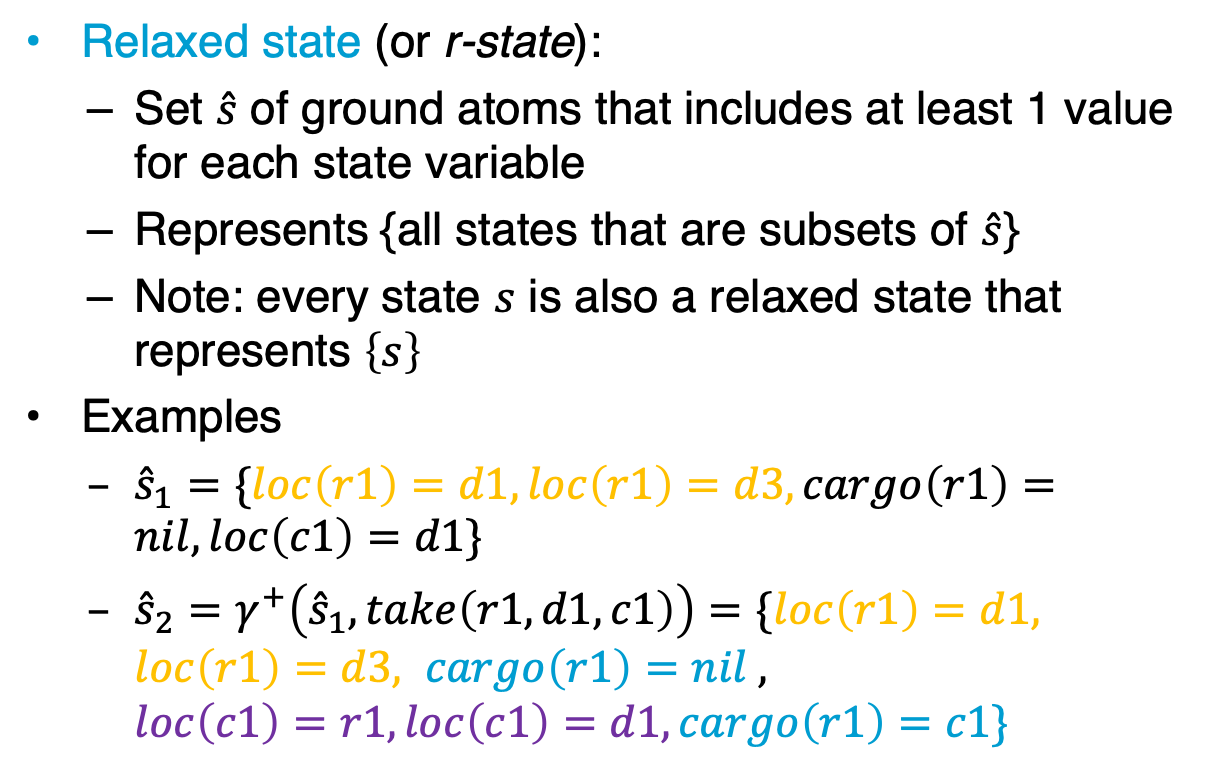 • Relaxed state (or r-state):
– Set ŝ of ground atoms that includes at least 1 value
for each state variable
– Represents {all states that are subsets of ŝ}
– Note: every state s is also a relaxed state that
represents {s}
• Examples
– ŝ₁ = {loc(r1) = d1, loc(r1) = d3, cargo(r1) =
nil, loc(c1) = d1}
– ŝ₂ = γ⁺(ŝ₁, take(r1, d1, c1)) = {loc(r1) = d1,
loc(r1) = d3, cargo(r1) = nil ,
loc(c1) = r1, loc(c1) = d1, cargo(r1) = c1}